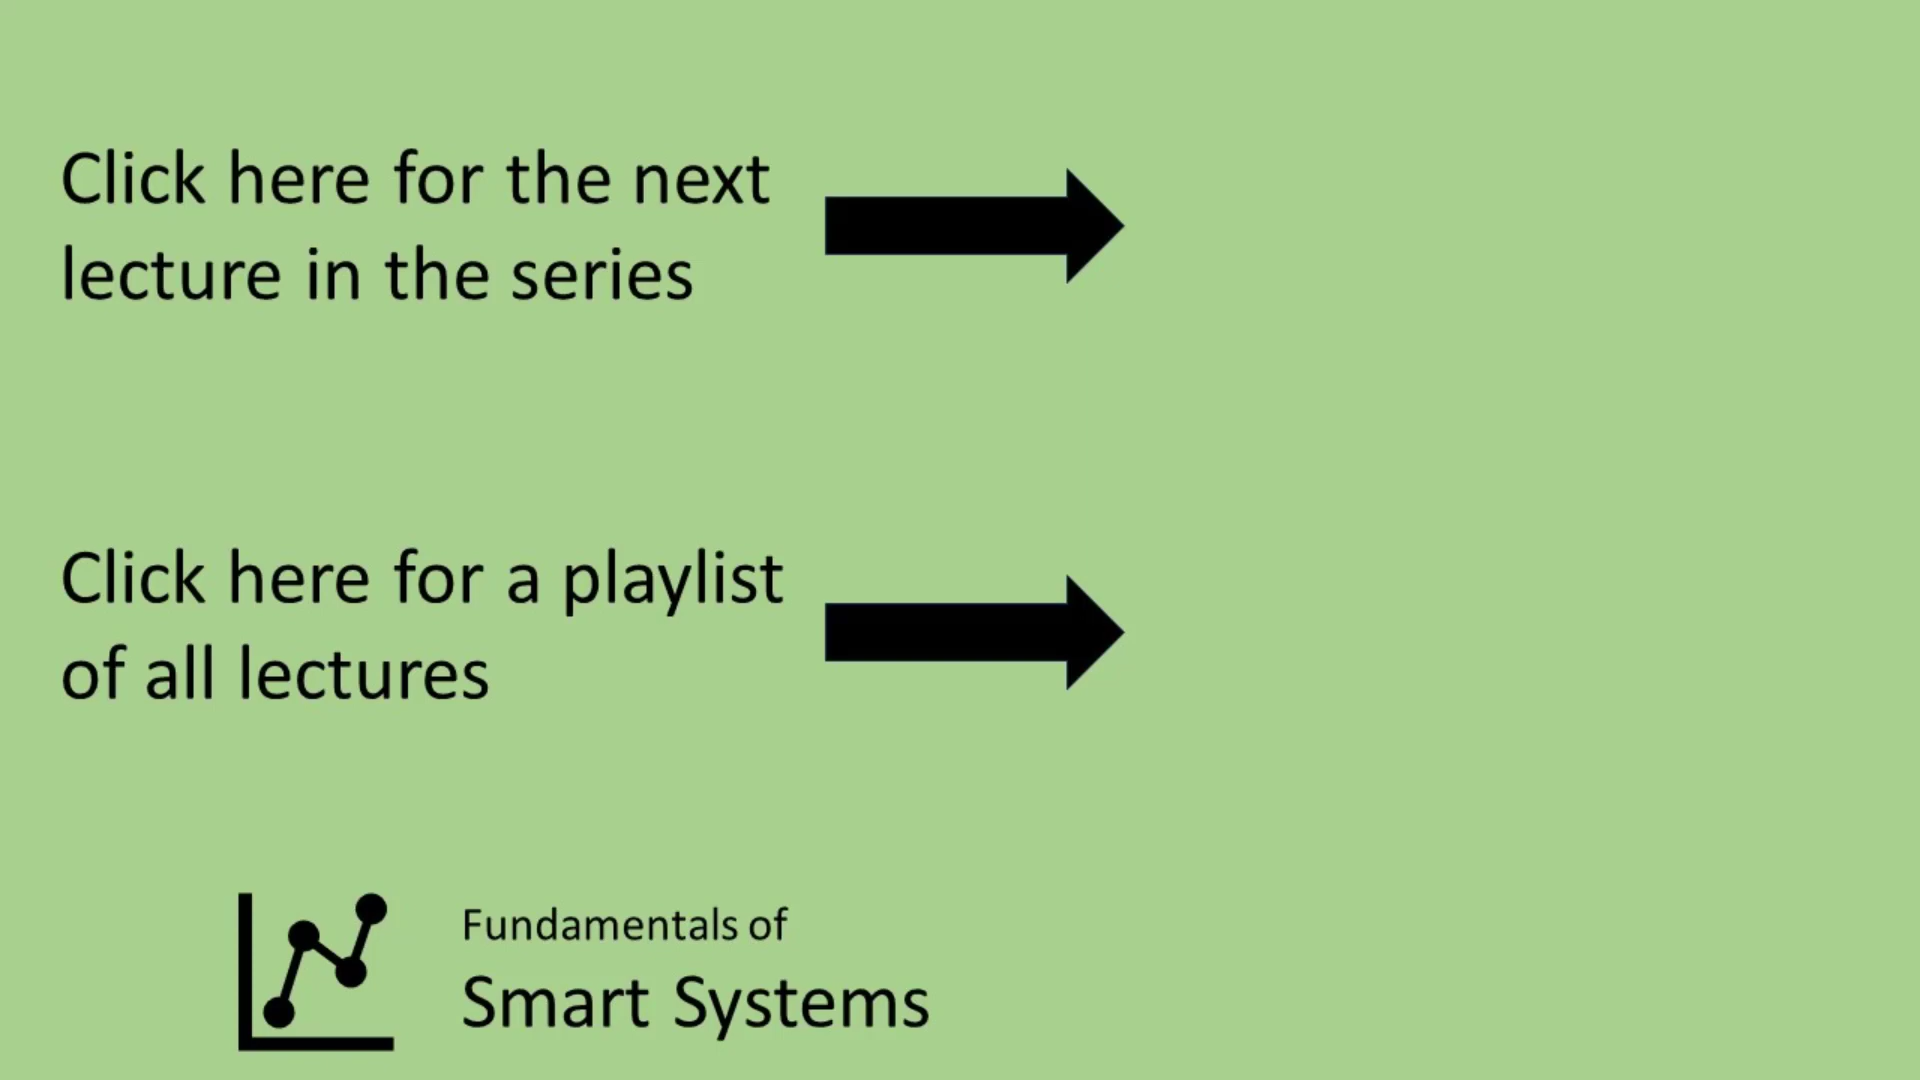 Click here for the next
lecture in the series
Click here for a playlist
of all lectures
Fundamentals of
Smart Systems